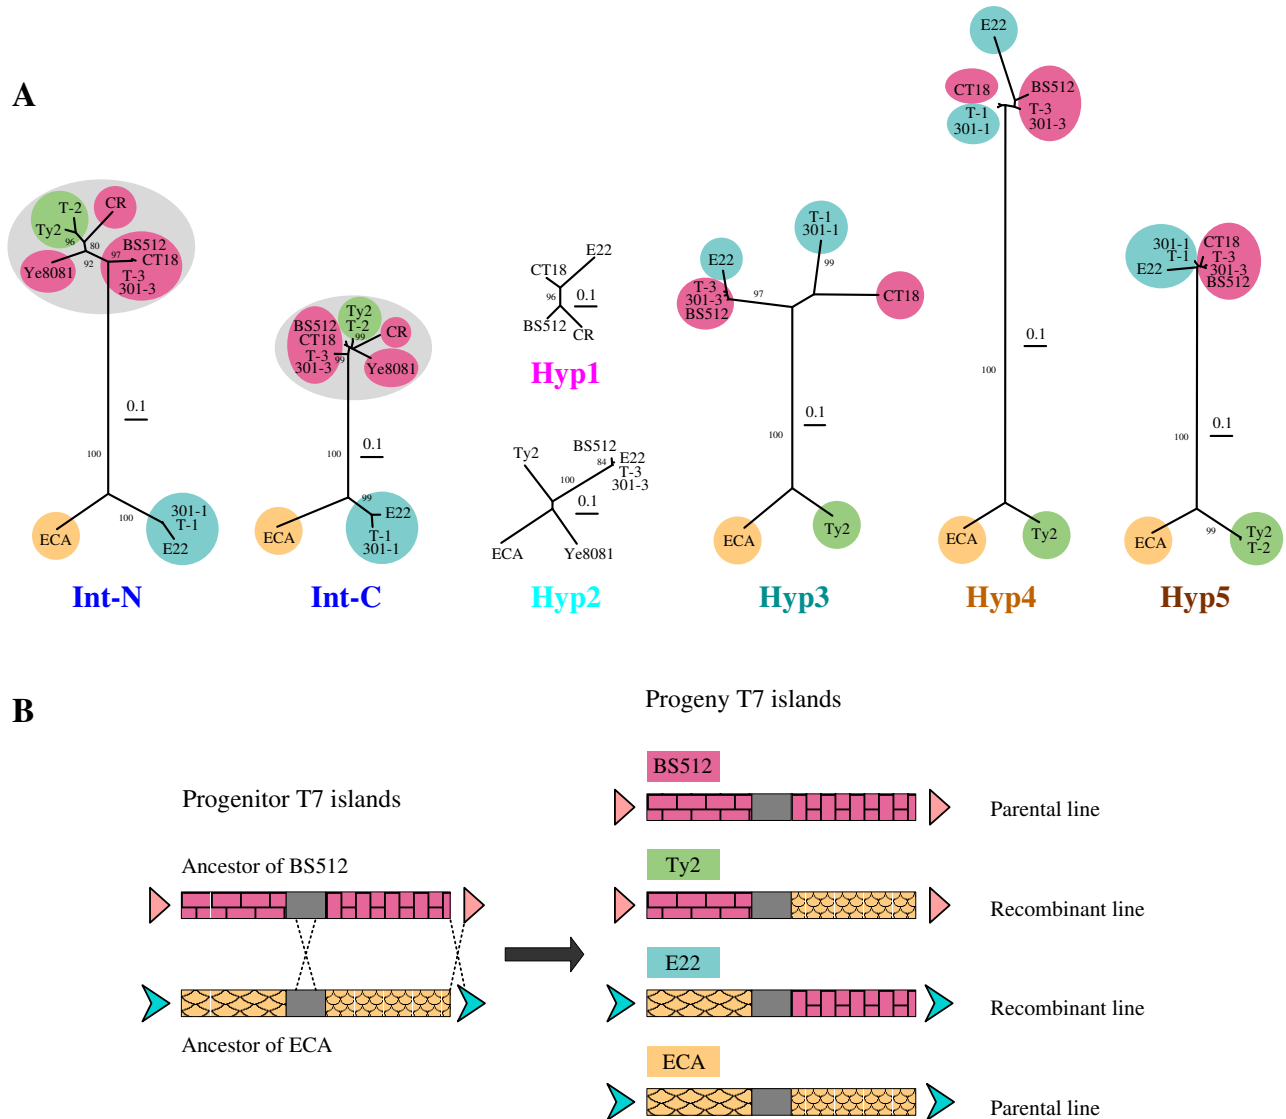 A
T-2
CR
Ty2
96
80
BS512
97
CT18
92
Ye8081
T-3
301-3
0.1
100
301-1
T-1
100
E22
ECA
Int-N
Ty2
T-2
BS512
99
CR
CT18
T-3
99
301-3
Ye8081
0.1
100
99
E22
ECA
T-1
301-1
Int-C
E22
CT18
96
0.1
BS512
CR
Hyp1
BS512
Ty2
84
E22
T-3
100
301-3
0.1
ECA
Ye8081
Hyp2
T-1
301-1
E22
99
T-3
97
301-3
BS512
CT18
0.1
100
ECA
Ty2
Hyp3
E22
CT18
BS512
T-1
T-3
301-1
301-3
0.1
100
ECA
Ty2
Hyp4
301-1
CT18
T-1
T-3
E22
301-3
BS512
0.1
100
99
ECA
Ty2
T-2
Hyp5
B
Progeny T7 islands
Progenitor T7 islands
Ancestor of BS512
Ancestor of ECA
BS512
Parental line
Ty2
Recombinant line
E22
Recombinant line
ECA
Parental line